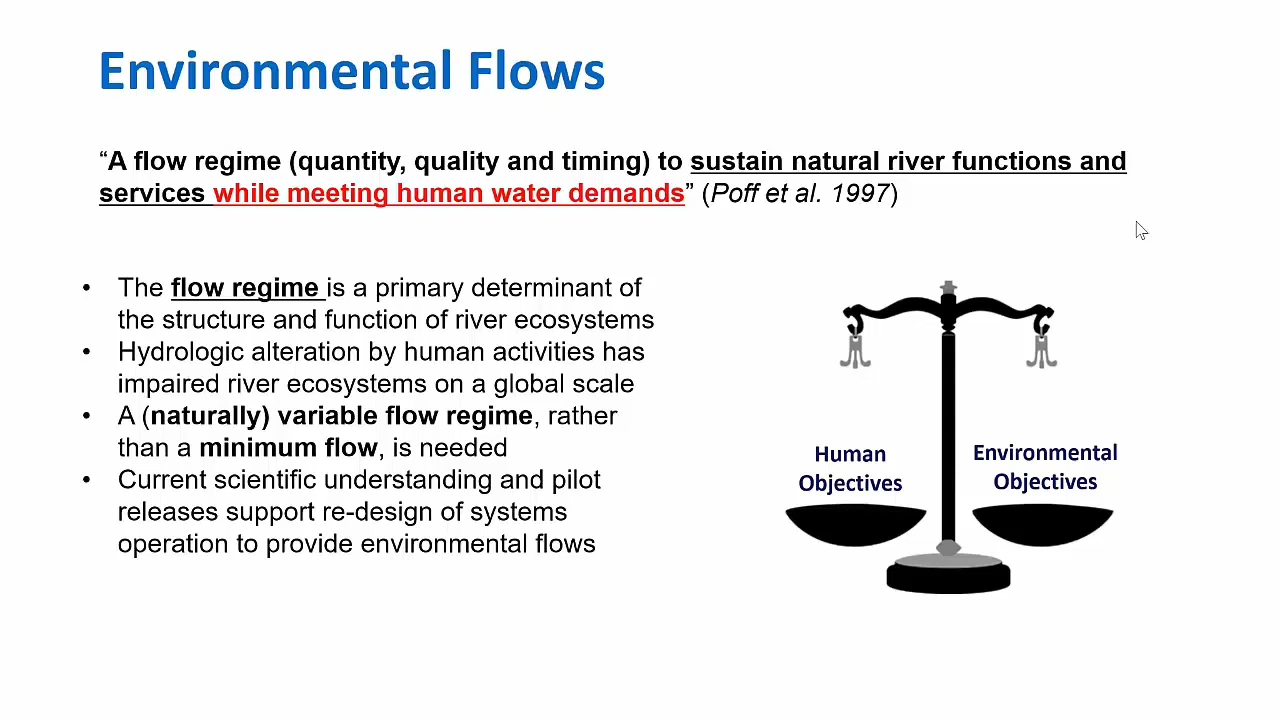 Environmental Flows
“A flow regime (quantity, quality and timing) to sustain natural river functions and
services while meeting human water demands” (Poff et al. 1997)
• The flow regime is a primary determinant of
the structure and function of river ecosystems
• Hydrologic alteration by human activities has
impaired river ecosystems on a global scale
• A (naturally) variable flow regime, rather
than a minimum flow, is needed
• Current scientific understanding and pilot
releases support re-design of systems
operation to provide environmental flows
Human
Objectives
Environmental
Objectives